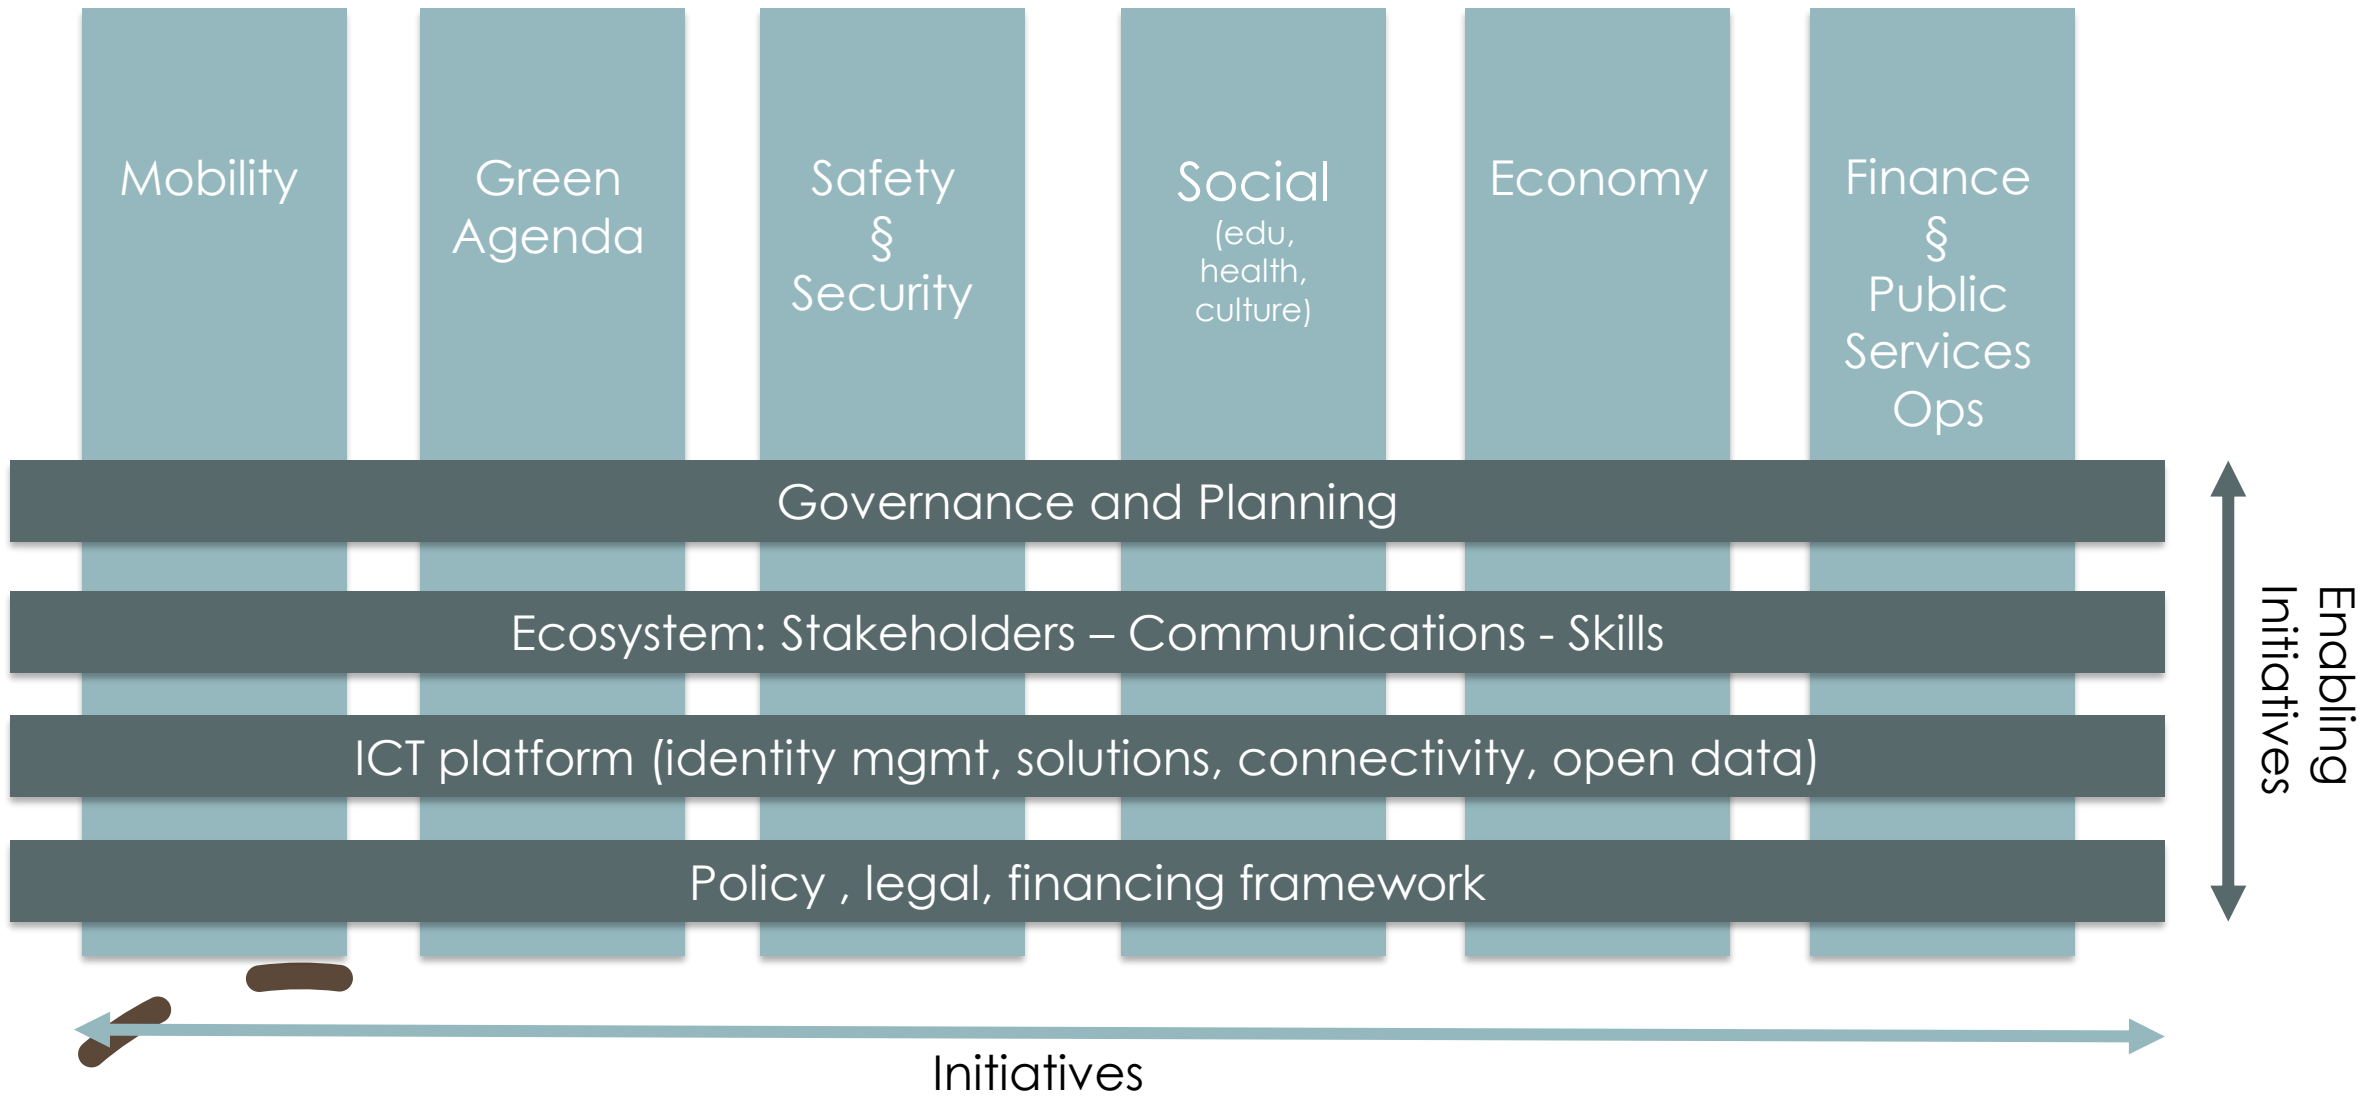 Mobility
Green
Agenda
Safety
§
Security
Social
(edu,
health,
culture)
Economy
Finance
§
Public
Services
Ops
Governance and Planning
Ecosystem: Stakeholders – Communications - Skills
ICT platform (identity mgmt, solutions, connectivity, open data)
Policy , legal, financing framework
Enabling
Initiatives
Initiatives